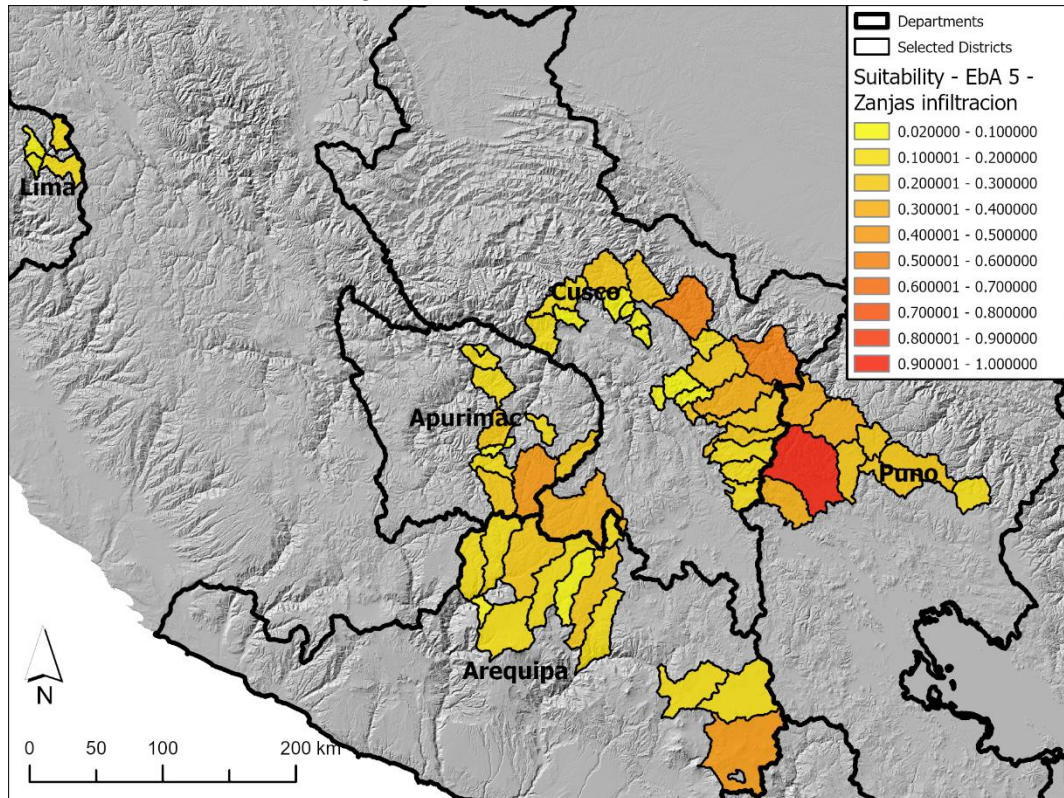 Departments
Selected Districts
Suitability - EbA 5 -
Zanjas infiltracion
0.020000 - 0.100000
0.100001 - 0.200000
0.200001 - 0.300000
0.300001 - 0.400000
0.400001 - 0.500000
0.500001 - 0.600000
0.600001 - 0.700000
0.700001 - 0.800000
0.800001 - 0.900000
0.900001 - 1.000000
Lima
Cusco
Apurimac
Puno
Arequipa
N
0 50 100 200 km